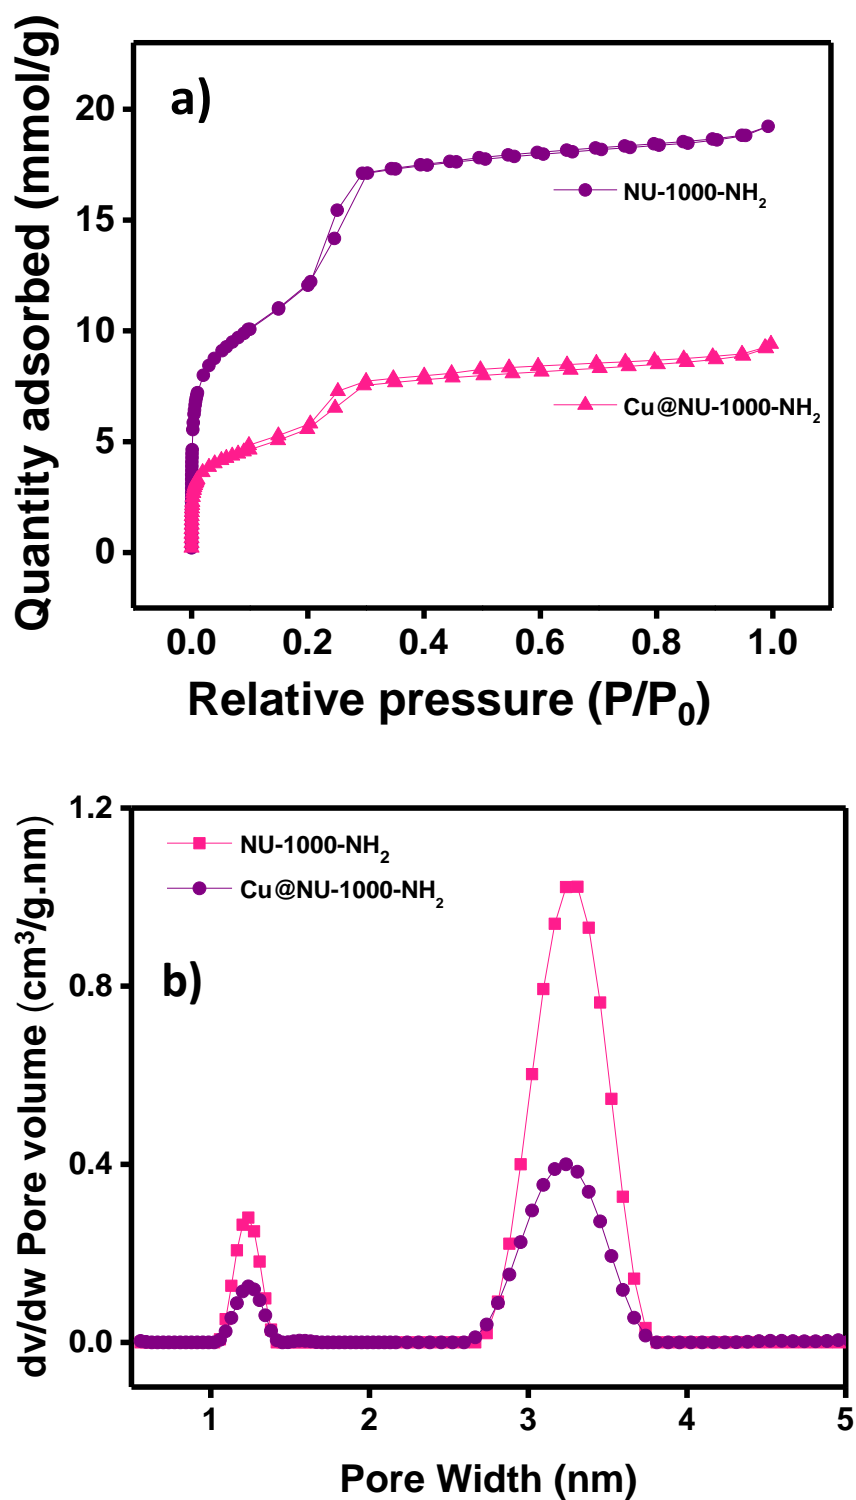 a)
Quantity adsorbed (mmol/g)
20
15
10
5
0
NU-1000-NH₂
Cu@NU-1000-NH₂
0.0 0.2 0.4 0.6 0.8 1.0
Relative pressure (P/P₀)
b)
dv/dw Pore volume (cm³/g.nm)
1.2
0.8
0.4
0.0
NU-1000-NH₂
Cu@NU-1000-NH₂
1 2 3 4 5
Pore Width (nm)